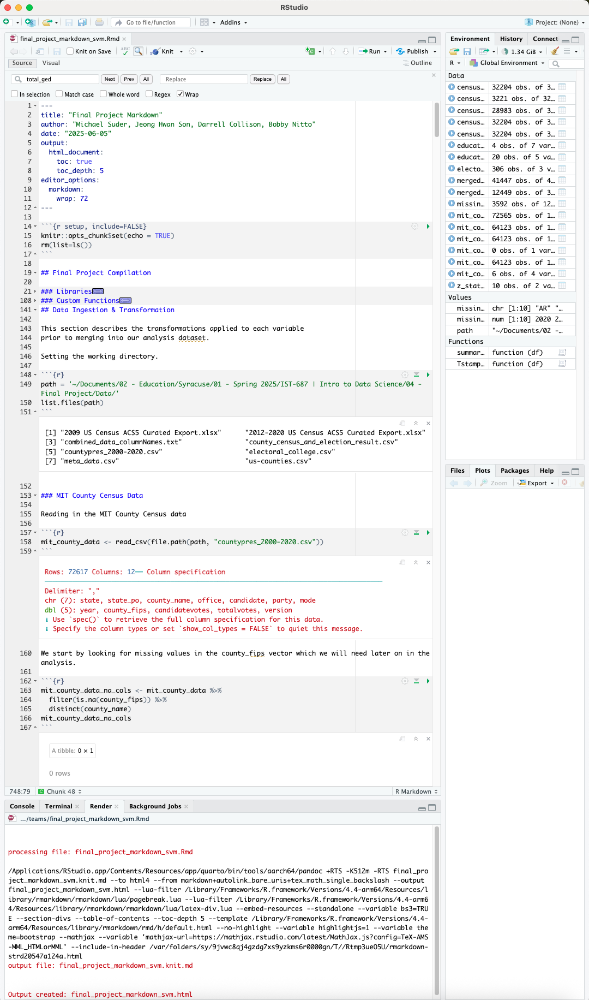 RStudio
Go to file/function
Addins
Project: (None)
final_project_markdown_svm.Rmd
Knit on Save
ABC
Knit
Run
Publish
Source
Visual
Outline
total_ged
Next
Prev
All
Replace
Replace
All
In selection
Match case
Whole word
Regex
Wrap
1 ---
2 title: "Final Project Markdown"
3 author: "Michael Suder, Jeong Hwan Son, Darrell Collison, Bobby Nitto"
4 date: "2025-06-05"
5 output:
6 html_document:
7 toc: true
8 toc_depth: 5
9 editor_options:
10 markdown:
11 wrap: 72
12 ---
13
14 ```{r setup, include=FALSE}
15 knitr::opts_chunk$set(echo = TRUE)
16 rm(list=ls())
17 ```
18
19 ## Final Project Compilation
20
21 ### Libraries
108 ### Custom Functions
141 ## Data Ingestion & Transformation
142
143 This section describes the transformations applied to each variable
144 prior to merging into our analysis dataset.
145
146 Setting the working directory.
147
148 ```{r}
149 path = '~/Documents/02 - Education/Syracuse/01 - Spring 2025/IST-687 | Intro to Data Science/04 -
Final Project/Data/'
150 list.files(path)
151 ```
[1] "2009 US Census ACS5 Curated Export.xlsx" "2012-2020 US Census ACS5 Curated Export.xlsx"
[3] "combined_data_columnNames.txt" "county_census_and_election_result.csv"
[5] "countypres_2000-2020.csv" "electoral_college.csv"
[7] "meta_data.csv" "us-counties.csv"
152
153 ### MIT County Census Data
154
155 Reading in the MIT County Census data
156
157 ```{r}
158 mit_county_data <- read_csv(file.path(path, "countypres_2000-2020.csv"))
159 ```
Rows: 72617 Columns: 12── Column specification
Delimiter: ","
chr (7): state, state_po, county_name, office, candidate, party, mode
dbl (5): year, county_fips, candidatevotes, totalvotes, version
ℹ Use `spec()` to retrieve the full column specification for this data.
ℹ Specify the column types or set `show_col_types = FALSE` to quiet this message.
160 We start by looking for missing values in the county_fips vector which we will need later on in the
analysis.
161
162 ```{r}
163 mit_county_data_na_cols <- mit_county_data %>%
164 filter(is.na(county_fips)) %>%
165 distinct(county_name)
166 mit_county_data_na_cols
167 ```
A tibble: 0 × 1
0 rows
748:79
C Chunk 48
R Markdown
Console
Terminal
Render
Background Jobs
.../teams/final_project_markdown_svm.Rmd
processing file: final_project_markdown_svm.Rmd
/Applications/RStudio.app/Contents/Resources/app/quarto/bin/tools/aarch64/pandoc +RTS -K512m -RTS final_pro
ject_markdown_svm.knit.md --to html4 --from markdown+autolink_bare_uris+tex_math_single_backslash --output
final_project_markdown_svm.html --lua-filter /Library/Frameworks/R.framework/Versions/4.4-arm64/Resources/l
ibrary/rmarkdown/rmarkdown/lua/pagebreak.lua --lua-filter /Library/Frameworks/R.framework/Versions/4.4-arm6
4/Resources/library/rmarkdown/rmarkdown/lua/latex-div.lua --embed-resources --standalone --variable bs3=TRU
E --section-divs --table-of-contents --toc-depth 5 --template /Library/Frameworks/R.framework/Versions/4.4-
arm64/Resources/library/rmarkdown/rmd/h/default.html --no-highlight --variable highlightjs=1 --variable the
me=bootstrap --mathjax --variable 'mathjax-url=https://mathjax.rstudio.com/latest/MathJax.js?config=TeX-AMS
-MML_HTMLorMML' --include-in-header /var/folders/sy/9jvwc8qj4gzdg7xs9yzkms6r0000gn/T//Rtmp3ueO5U/rmarkdown-
strd20547a124a.html
output file: final_project_markdown_svm.knit.md
Output created: final_project_markdown_svm.html
Environment
History
Connect
1.34 GiB
R
Global Environment
Data
census... 32204 obs. of 3...
census... 3221 obs. of 32...
census... 28983 obs. of 3...
census... 32204 obs. of 3...
census... 32204 obs. of 3...
educat... 4 obs. of 7 var...
educat... 20 obs. of 5 va...
electo... 306 obs. of 3 v...
merged... 41447 obs. of 4...
merged... 12449 obs. of 3...
missin... 3592 obs. of 12...
mit_co... 72565 obs. of 1...
mit_co... 64123 obs. of 1...
mit_co... 64123 obs. of 1...
mit_co... 0 obs. of 1 var...
mit_co... 64123 obs. of 1...
mit_co... 6 obs. of 4 var...
z_stat... 10 obs. of 2 va...
Values
missin... chr [1:10] "AR" "...
missin... num [1:10] 2020 2...
path "~/Documents/02 -...
Functions
summar... function (df)
Tstamp... function (df)
Files
Plots
Packages
Help
Zoom
Export